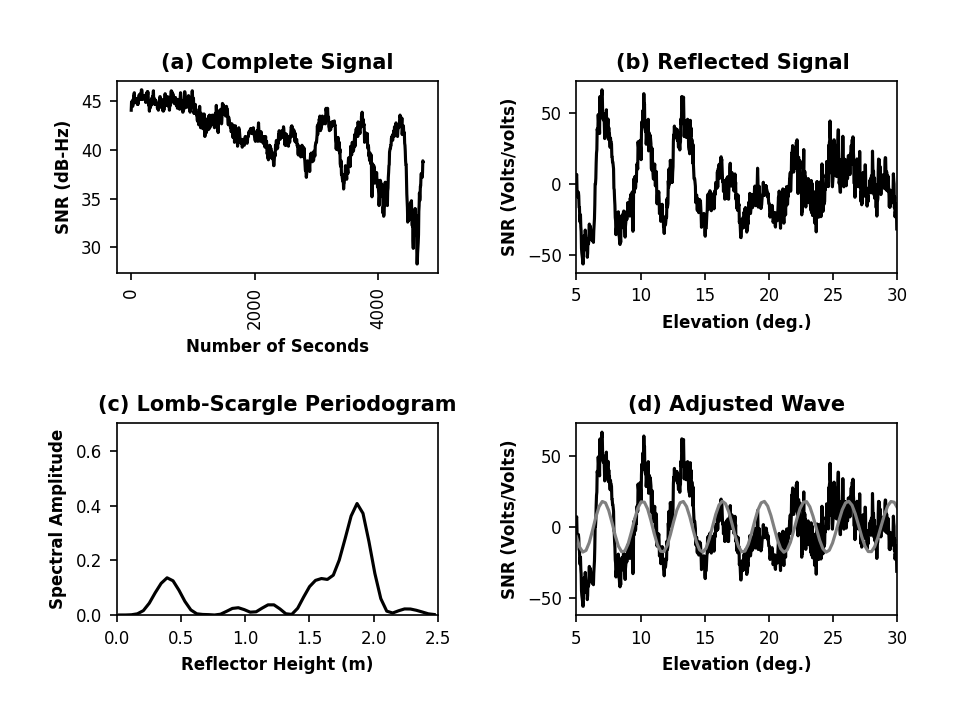 (a) Complete Signal
SNR (dB-Hz)
45
40
35
30
0
2000
4000
Number of Seconds
(b) Reflected Signal
SNR (Volts/volts)
50
0
−50
5
10
15
20
25
30
Elevation (deg.)
(c) Lomb-Scargle Periodogram
Spectral Amplitude
0.6
0.4
0.2
0.0
0.0
0.5
1.0
1.5
2.0
2.5
Reflector Height (m)
(d) Adjusted Wave
SNR (Volts/Volts)
50
0
−50
5
10
15
20
25
30
Elevation (deg.)